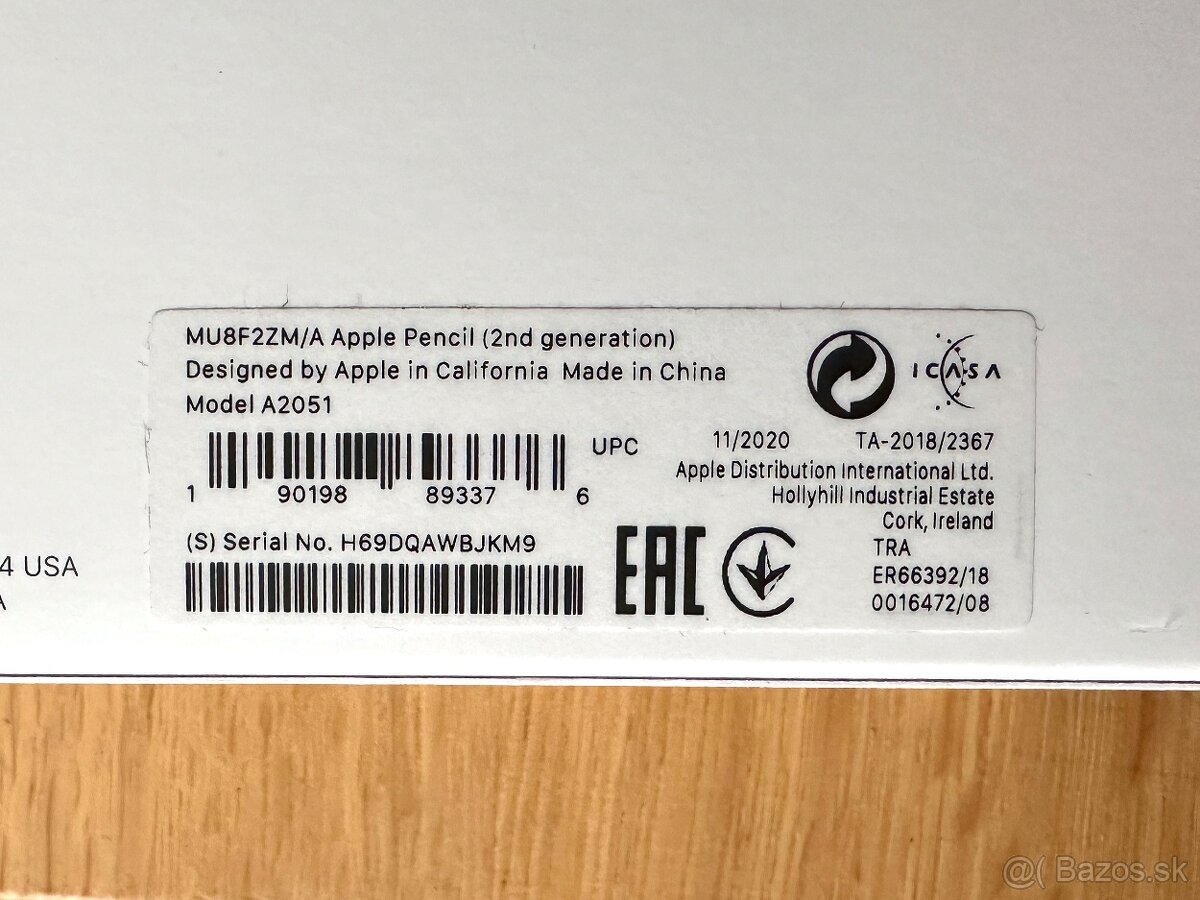 MU8F2ZM/A Apple Pencil (2nd generation)
Designed by Apple in California Made in China
Model A2051
UPC
1 90198 89337 6
(S) Serial No. H69DQAWBJKM9
EAC
ICASA
11/2020 TA-2018/2367
Apple Distribution International Ltd.
Hollyhill Industrial Estate
Cork, Ireland
TRA
ER66392/18
0016472/08
4 USA
A
@( Bazos.sk